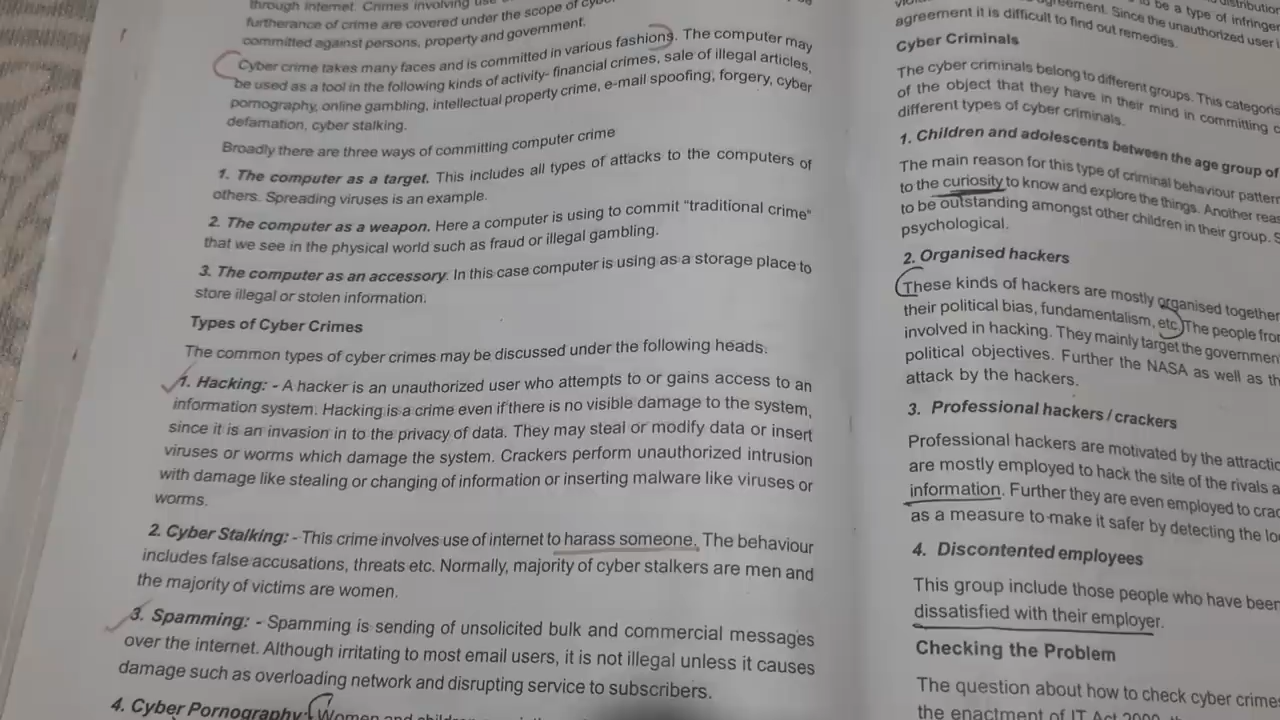 through internet. Crimes involving use
furtherance of crime are covered under the scope of cyber
committed against persons, property and government.
Cyber crime takes many faces and is committed in various fashions. The computer may
be used as a tool in the following kinds of activity- financial crimes, sale of illegal articles,
pornography, online gambling, intellectual property crime, e-mail spoofing, forgery, cyber
defamation, cyber stalking.
Broadly there are three ways of committing computer crime
1. The computer as a target. This includes all types of attacks to the computers of
others. Spreading viruses is an example.
2. The computer as a weapon. Here a computer is using to commit "traditional crime"
that we see in the physical world such as fraud or illegal gambling.
3. The computer as an accessory. In this case computer is using as a storage place to
store illegal or stolen information.
Types of Cyber Crimes
The common types of cyber crimes may be discussed under the following heads.
1. Hacking: - A hacker is an unauthorized user who attempts to or gains access to an
information system. Hacking is a crime even if there is no visible damage to the system,
since it is an invasion in to the privacy of data. They may steal or modify data or insert
viruses or worms which damage the system. Crackers perform unauthorized intrusion
with damage like stealing or changing of information or inserting malware like viruses or
worms.
2. Cyber Stalking: - This crime involves use of internet to harass someone. The behaviour
includes false accusations, threats etc. Normally, majority of cyber stalkers are men and
the majority of victims are women.
3. Spamming: - Spamming is sending of unsolicited bulk and commercial messages
over the internet. Although irritating to most email users, it is not illegal unless it causes
damage such as overloading network and disrupting service to subscribers.
4. Cyber Pornography: Women and
to be a type of
agreement. Since the unauthorized user
agreement it is difficult to find out remedies.
Cyber Criminals
The cyber criminals belong to different groups. This
of the object that they have in their mind in committing
different types of cyber criminals.
1. Children and adolescents between the age group of
The main reason for this type of criminal behaviour pattern
to the curiosity to know and explore the things. Another
to be outstanding amongst other children in their group.
psychological.
2. Organised hackers
These kinds of hackers are mostly organised together
their political bias, fundamentalism, etc. The people
involved in hacking. They mainly target the
political objectives. Further the NASA as well as
attack by the hackers.
3. Professional hackers / crackers
Professional hackers are motivated by the
are mostly employed to hack the site of the rivals
information. Further they are even employed to
as a measure to make it safer by detecting the
4. Discontented employees
This group include those people who have been
dissatisfied with their employer.
Checking the Problem
The question about how to check cyber
the enactment of IT Act